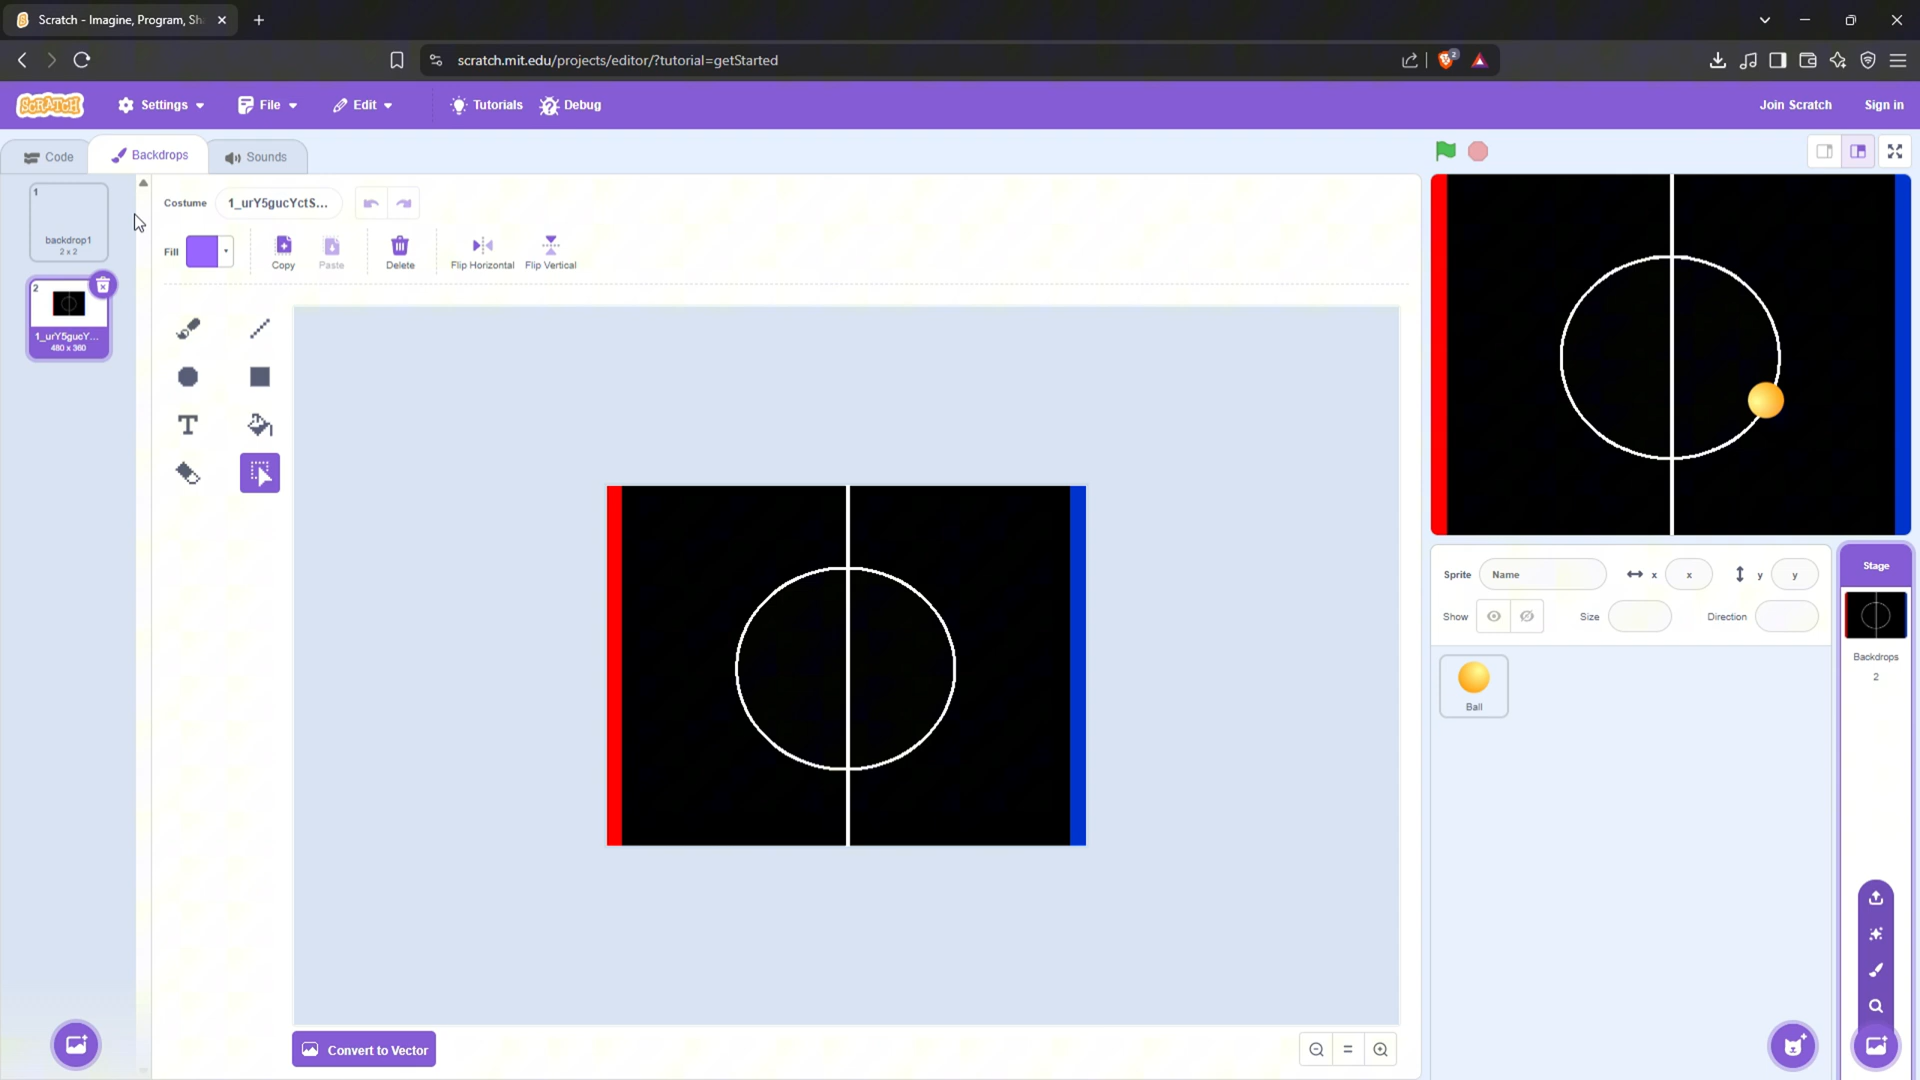 Scratch - Imagine, Program, Sh
scratch.mit.edu/projects/editor/?tutorial=getStarted
2
SCRATCH
Settings
File
Edit
Tutorials
Debug
Join Scratch
Sign in
Code
Backdrops
Sounds
1
backdrop1
2 x 2
2
1_urY5gucY...
480 x 360
Costume
1_urY5gucYctS...
Fill
Copy
Paste
Delete
Flip Horizontal
Flip Vertical
T
Convert to Vector
Sprite
Name
x
x
y
y
Show
Size
Direction
Ball
Stage
Backdrops
2